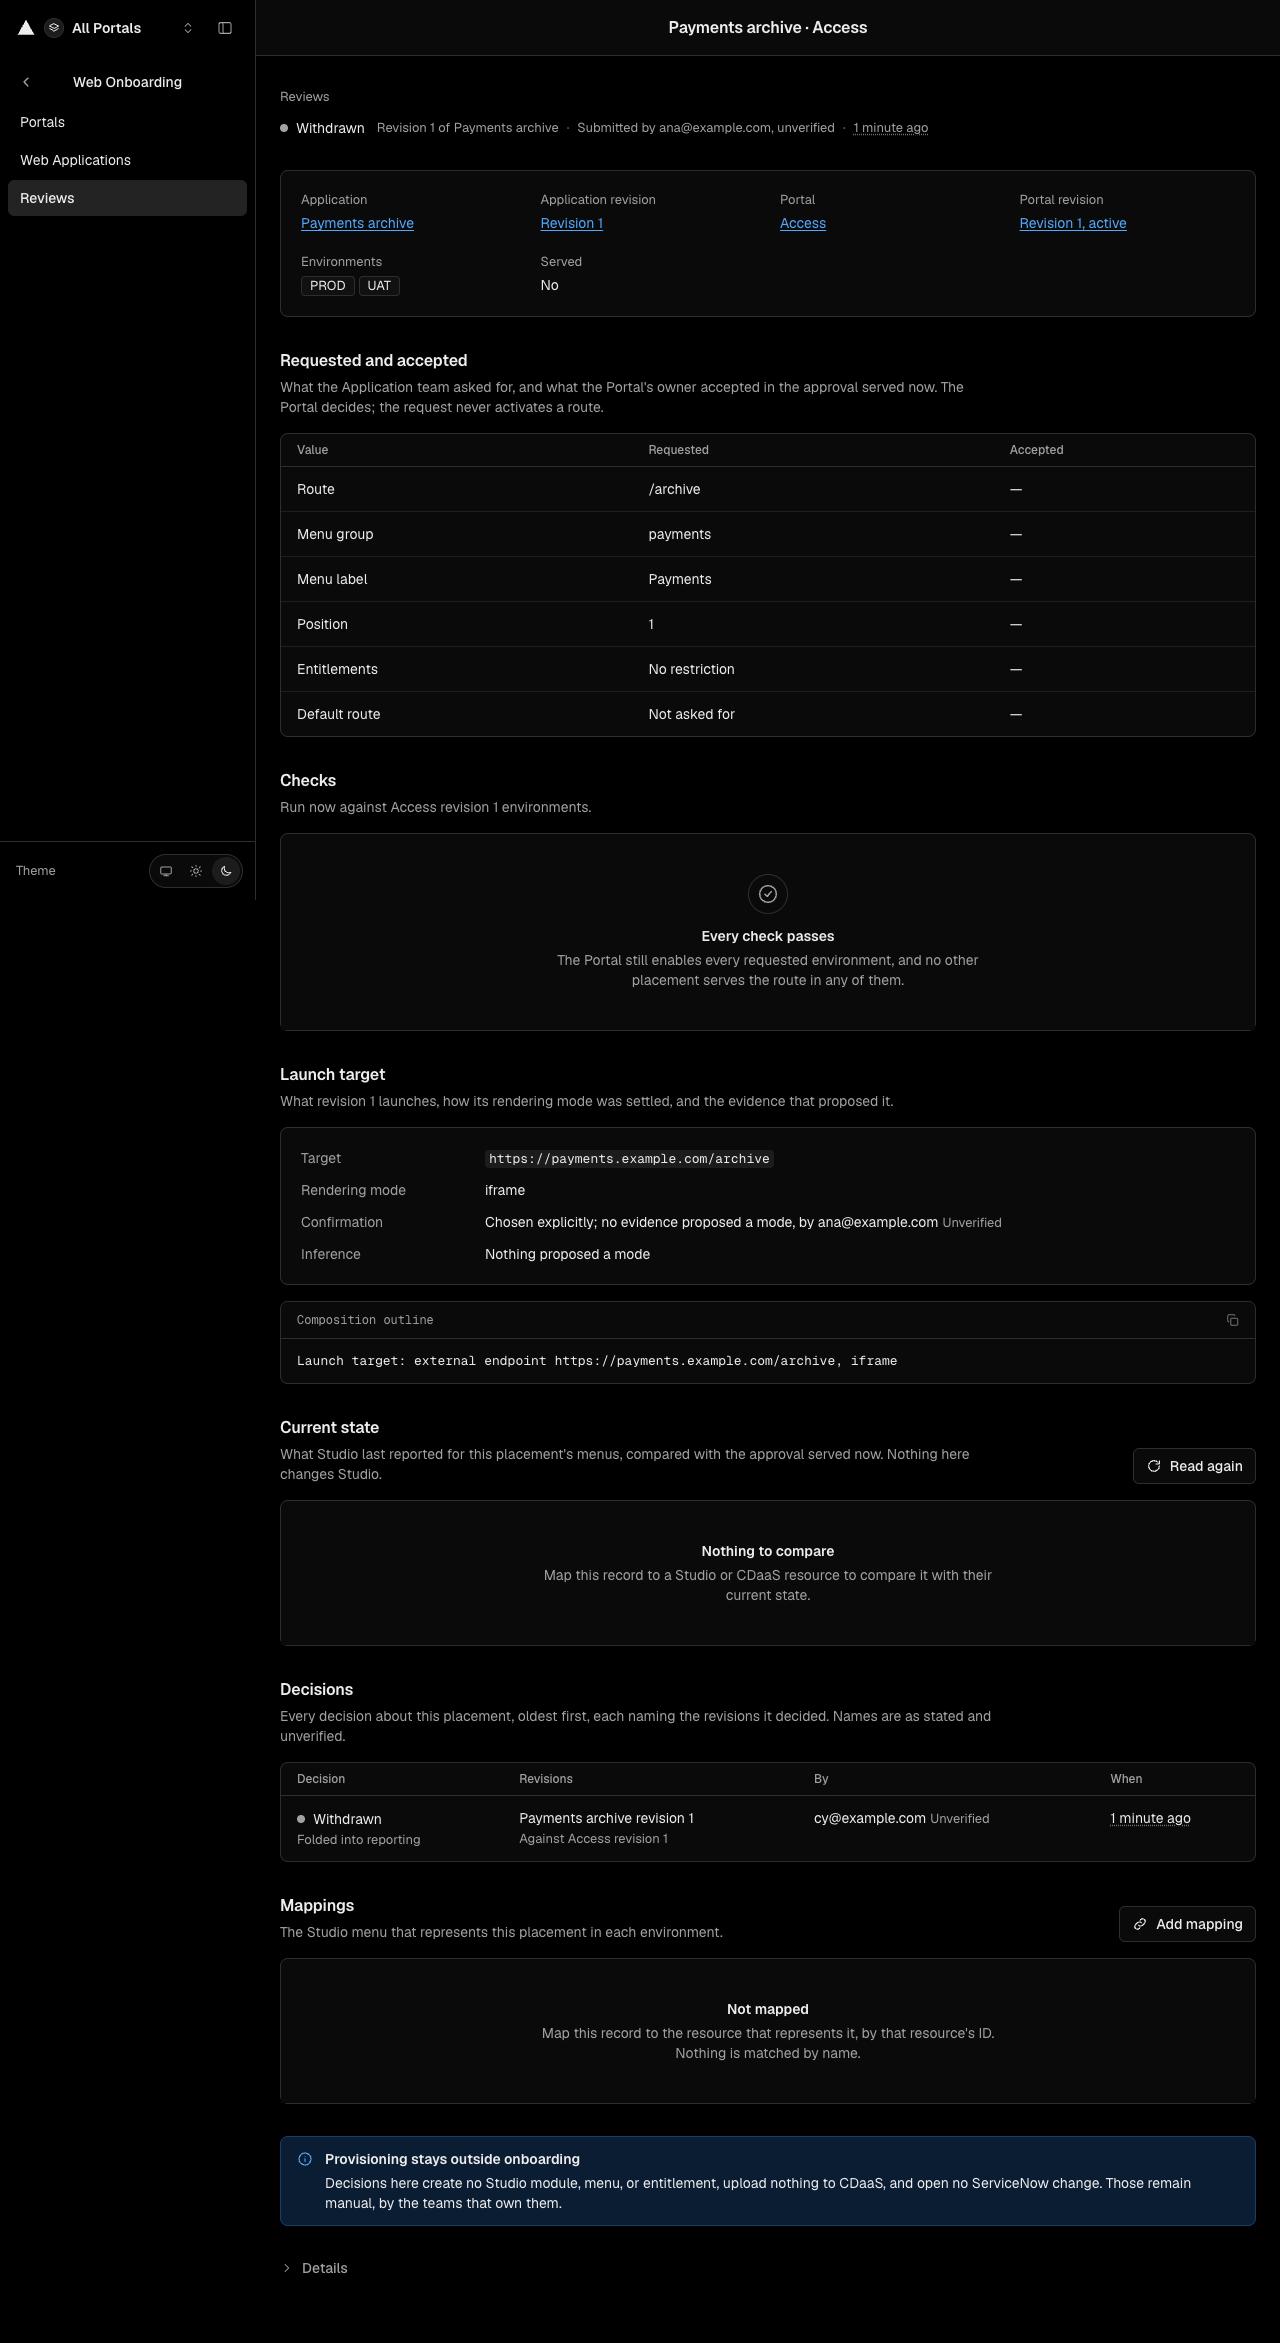 All Portals
Payments archive · Access
Web Onboarding
Portals
Web Applications
Reviews
Theme
Reviews
Withdrawn Revision 1 of Payments archive · Submitted by ana@example.com, unverified · 1 minute ago
Application Application revision Portal Portal revision
Payments archive Revision 1 Access Revision 1, active
Environments Served
PROD UAT No
Requested and accepted
What the Application team asked for, and what the Portal's owner accepted in the approval served now. The
Portal decides; the request never activates a route.
Value Requested Accepted
Route /archive —
Menu group payments —
Menu label Payments —
Position 1 —
Entitlements No restriction —
Default route Not asked for —
Checks
Run now against Access revision 1 environments.
Every check passes
The Portal still enables every requested environment, and no other
placement serves the route in any of them.
Launch target
What revision 1 launches, how its rendering mode was settled, and the evidence that proposed it.
Target https://payments.example.com/archive
Rendering mode iframe
Confirmation Chosen explicitly; no evidence proposed a mode, by ana@example.com Unverified
Inference Nothing proposed a mode
Composition outline
Launch target: external endpoint https://payments.example.com/archive, iframe
Current state
What Studio last reported for this placement's menus, compared with the approval served now. Nothing here
changes Studio.
Read again
Nothing to compare
Map this record to a Studio or CDaaS resource to compare it with their
current state.
Decisions
Every decision about this placement, oldest first, each naming the revisions it decided. Names are as stated and
unverified.
Decision Revisions By When
Withdrawn Payments archive revision 1 cy@example.com Unverified 1 minute ago
Folded into reporting Against Access revision 1
Mappings
The Studio menu that represents this placement in each environment.
Add mapping
Not mapped
Map this record to the resource that represents it, by that resource's ID.
Nothing is matched by name.
Provisioning stays outside onboarding
Decisions here create no Studio module, menu, or entitlement, upload nothing to CDaaS, and open no ServiceNow change. Those remain
manual, by the teams that own them.
Details